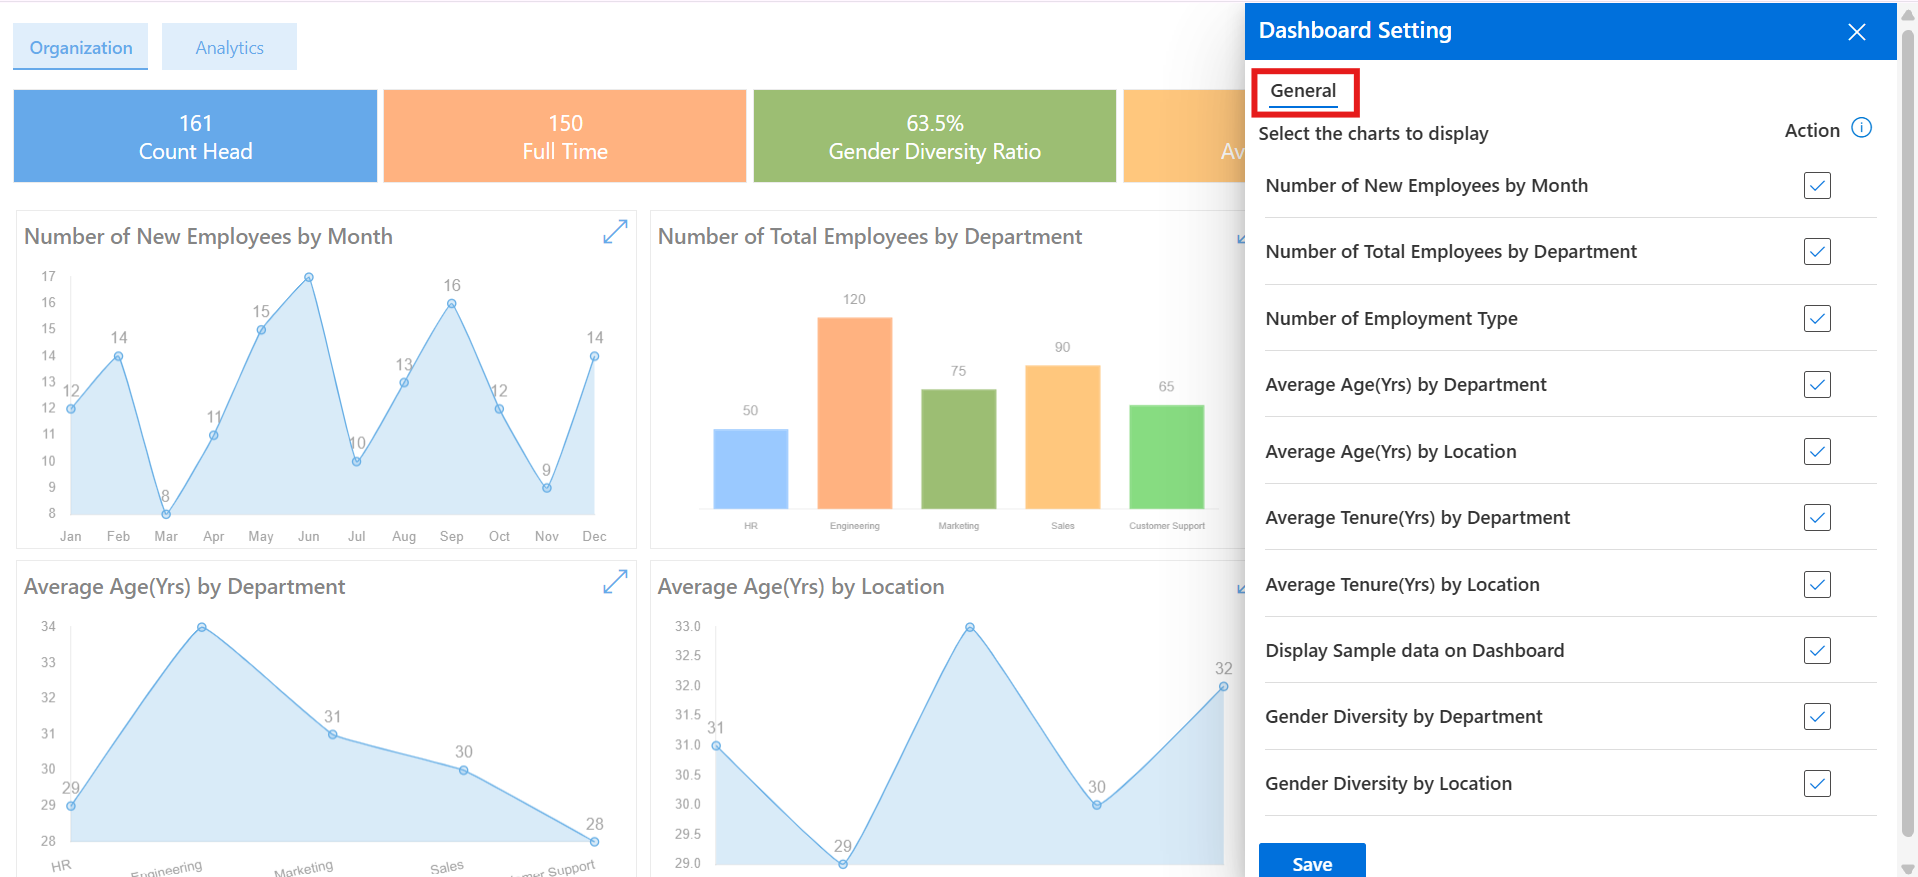 Organization
Analytics
161
Count Head
150
Full Time
63.5%
Gender Diversity Ratio
Av
Number of New Employees by Month
17
16
15
14
13
12
11
10
9
8
12
14
8
11
15
10
13
16
12
9
14
Jan Feb Mar Apr May Jun Jul Aug Sep Oct Nov Dec
Number of Total Employees by Department
50
120
75
90
65
HR Engineering Marketing Sales Customer Support
Average Age(Yrs) by Department
34
33
32
31
30
29
28
29
31
30
28
HR Engineering Marketing Sales Support
Average Age(Yrs) by Location
33.0
32.5
32.0
31.5
31.0
30.5
30.0
29.5
29.0
31
29
30
32
Dashboard Setting
General
Select the charts to display
Action
Number of New Employees by Month
Number of Total Employees by Department
Number of Employment Type
Average Age(Yrs) by Department
Average Age(Yrs) by Location
Average Tenure(Yrs) by Department
Average Tenure(Yrs) by Location
Display Sample data on Dashboard
Gender Diversity by Department
Gender Diversity by Location
Save